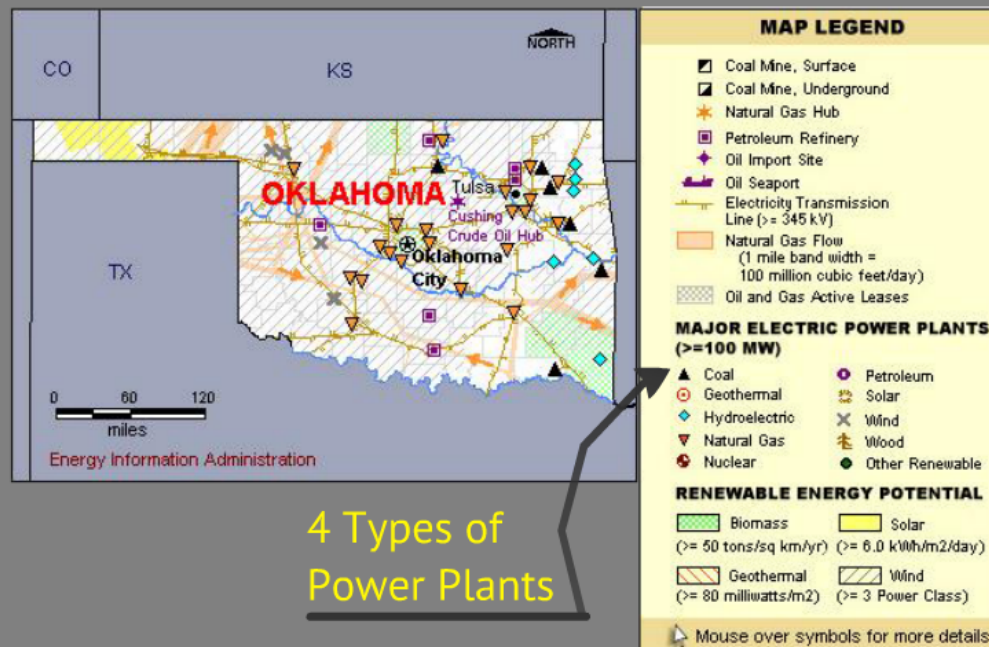 NORTH
CO
KS
OKLAHOMA
Tulsa
Cushing
Crude Oil Hub
Oklahoma
City
TX
0 60 120
miles
Energy Information Administration
4 Types of
Power Plants
MAP LEGEND
Coal Mine, Surface
Coal Mine, Underground
Natural Gas Hub
Petroleum Refinery
Oil Import Site
Oil Seaport
Electricity Transmission
Line (>= 345 kV)
Natural Gas Flow
(1 mile band width =
100 million cubic feet/day)
Oil and Gas Active Leases
MAJOR ELECTRIC POWER PLANTS
(>=100 MW)
Coal Petroleum
Geothermal Solar
Hydroelectric Wind
Natural Gas Wood
Nuclear Other Renewable
RENEWABLE ENERGY POTENTIAL
Biomass Solar
(>= 50 tons/sq km/yr) (>= 6.0 kWh/m2/day)
Geothermal Wind
(>= 80 milliwatts/m2) (>= 3 Power Class)
Mouse over symbols for more details